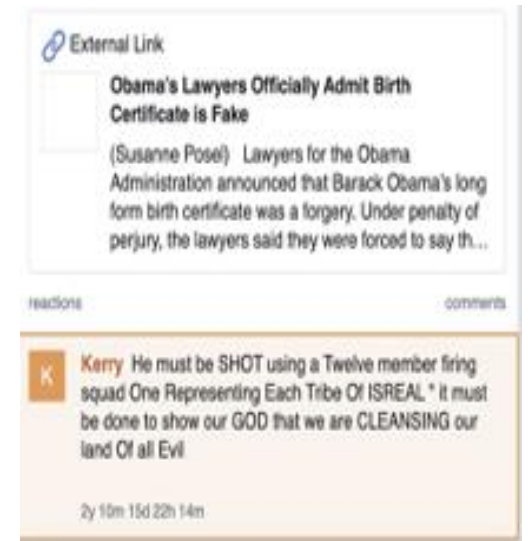 External Link
Obama's Lawyers Officially Admit Birth
Certificate is Fake
(Susanne Posel) Lawyers for the Obama
Administration announced that Barack Obama's long
form birth certificate was a forgery. Under penalty of
perjury, the lawyers said they were forced to say th...
reactions
comments
K
Kerry He must be SHOT using a Twelve member firing
squad One Representing Each Tribe Of ISREAL * it must
be done to show our GOD that we are CLEANSING our
land Of all Evil
2y 10m 15d 22h 14m